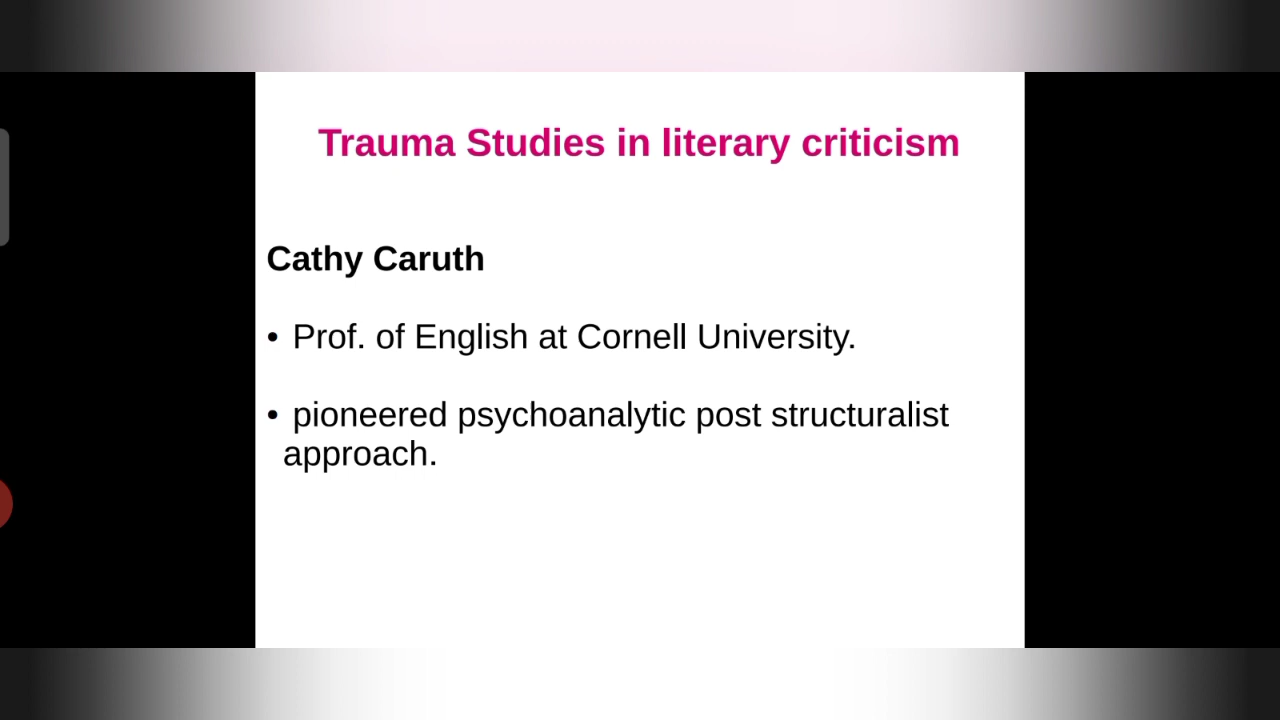 Trauma Studies in literary criticism
Cathy Caruth
• Prof. of English at Cornell University.
• pioneered psychoanalytic post structuralist
approach.